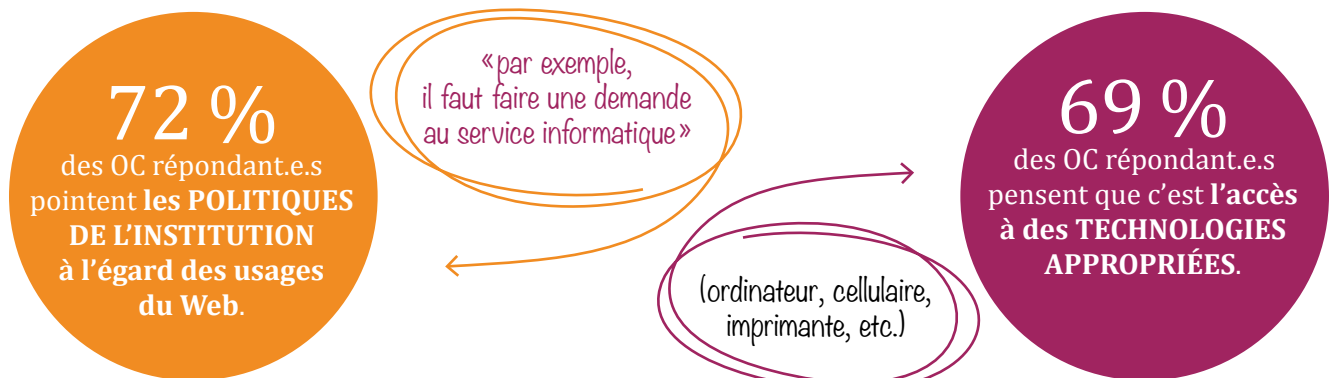 72 %
des OC répondant.e.s
pointent les POLITIQUES
DE L'INSTITUTION
à l'égard des usages
du Web.
«par exemple,
il faut faire une demande
au service informatique»
(ordinateur, cellulaire,
imprimante, etc.)
69 %
des OC répondant.e.s
pensent que c'est l'accès
à des TECHNOLOGIES
APPROPRIÉES.